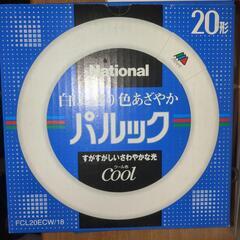 20形
National
白く 色あざやか
パルック
すがすがしいさわやかな光
クール色
cool
FCL20ECW/18